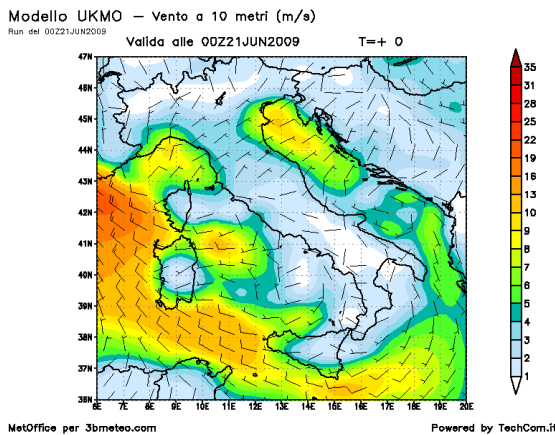 Modello UKMO – Vento a 10 metri (m/s)
Run del 00Z21JUN2009
Valida alle 00Z21JUN2009 T=+ 0
47N
46N
45N
44N
43N
42N
41N
40N
39N
38N
37N
36N
6E 7E 8E 9E 10E 11E 12E 13E 14E 15E 16E 17E 18E 19E 20E
35
31
28
25
22
19
16
13
10
9
8
7
6
5
4
3
2
1
MetOffice per 3bmeteo.com
Powered by TechCom.it